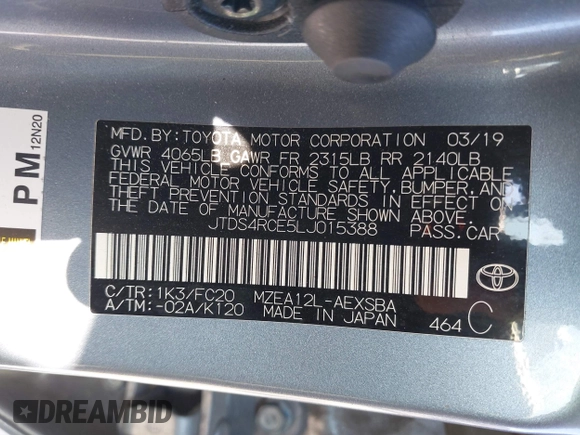 MFD.BY:TOYOTA MOTOR CORPORATION 03/19
GVWR 4065LB GAWR FR 2315LB RR 2140LB
THIS VEHICLE CONFORMS TO ALL APPLICABLE
FEDERAL MOTOR VEHICLE SAFETY,BUMPER,AND
THEFT PREVENTION STANDARDS IN EFFECT ON
THE DATE OF MANUFACTURE SHOWN ABOVE.
JTDS4RCE5LJ015388 PASS.CAR
C/TR:1K3/FC20 MZEA12L-AEXSBA
A/TM:-02A/K120 MADE IN JAPAN 464 C
PM 12N20
DREAMBID